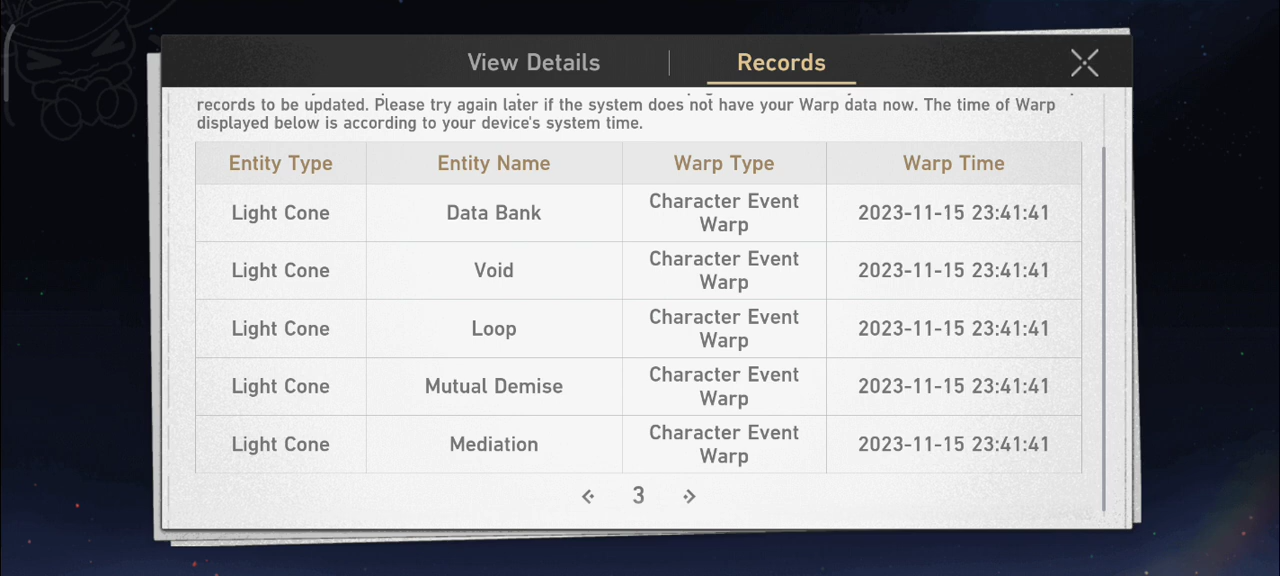 View Details
Records
records to be updated. Please try again later if the system does not have your Warp data now. The time of Warp
displayed below is according to your device's system time.
Entity Type Entity Name Warp Type Warp Time
Light Cone Data Bank Character Event Warp 2023-11-15 23:41:41
Light Cone Void Character Event Warp 2023-11-15 23:41:41
Light Cone Loop Character Event Warp 2023-11-15 23:41:41
Light Cone Mutual Demise Character Event Warp 2023-11-15 23:41:41
Light Cone Mediation Character Event Warp 2023-11-15 23:41:41
3